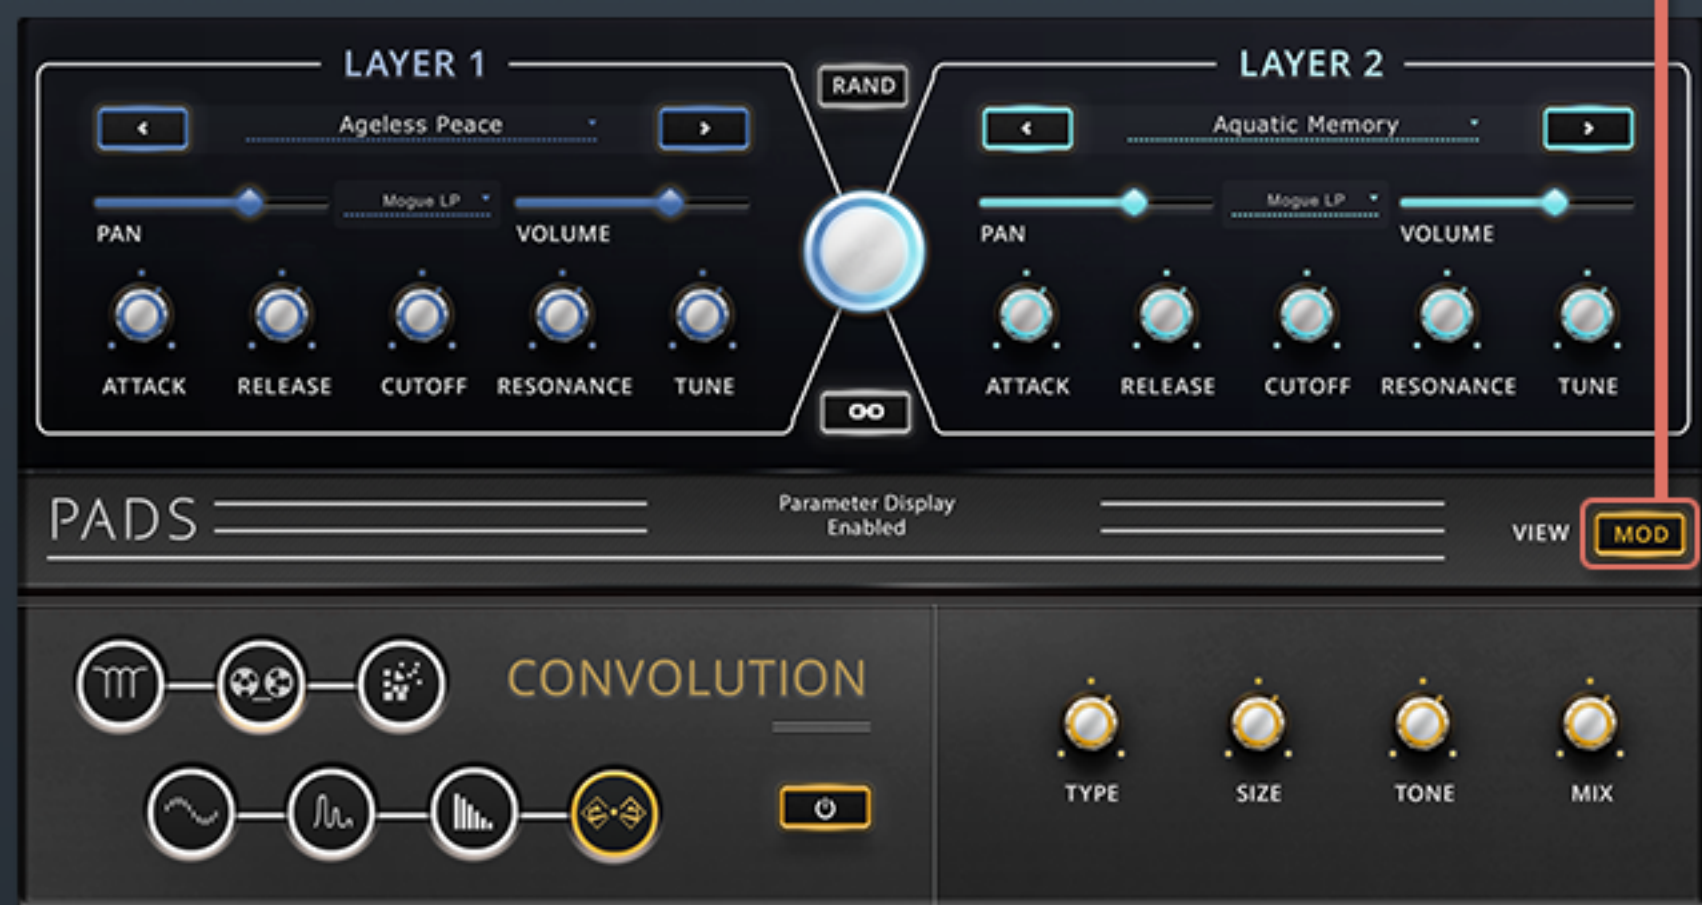 LAYER 1
RAND
LAYER 2
<
Ageless Peace
>
<
Aquatic Memory
>
Mogue LP
Mogue LP
PAN
VOLUME
PAN
VOLUME
ATTACK
RELEASE
CUTOFF
RESONANCE
TUNE
ATTACK
RELEASE
CUTOFF
RESONANCE
TUNE
PADS
Parameter Display
Enabled
VIEW
MOD
CONVOLUTION
TYPE
SIZE
TONE
MIX